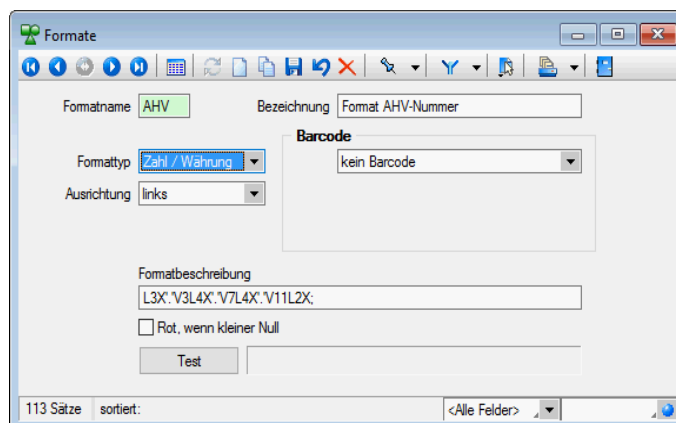 Formate
Formatname AHV Bezeichnung Format AHV-Nummer
Barcode
Formattyp Zahl / Währung kein Barcode
Ausrichtung links
Formatbeschreibung
L3X'.'V3L4X'.'V7L4X'.'V11L2X;
Rot, wenn kleiner Null
Test
113 Sätze sortiert: <Alle Felder>